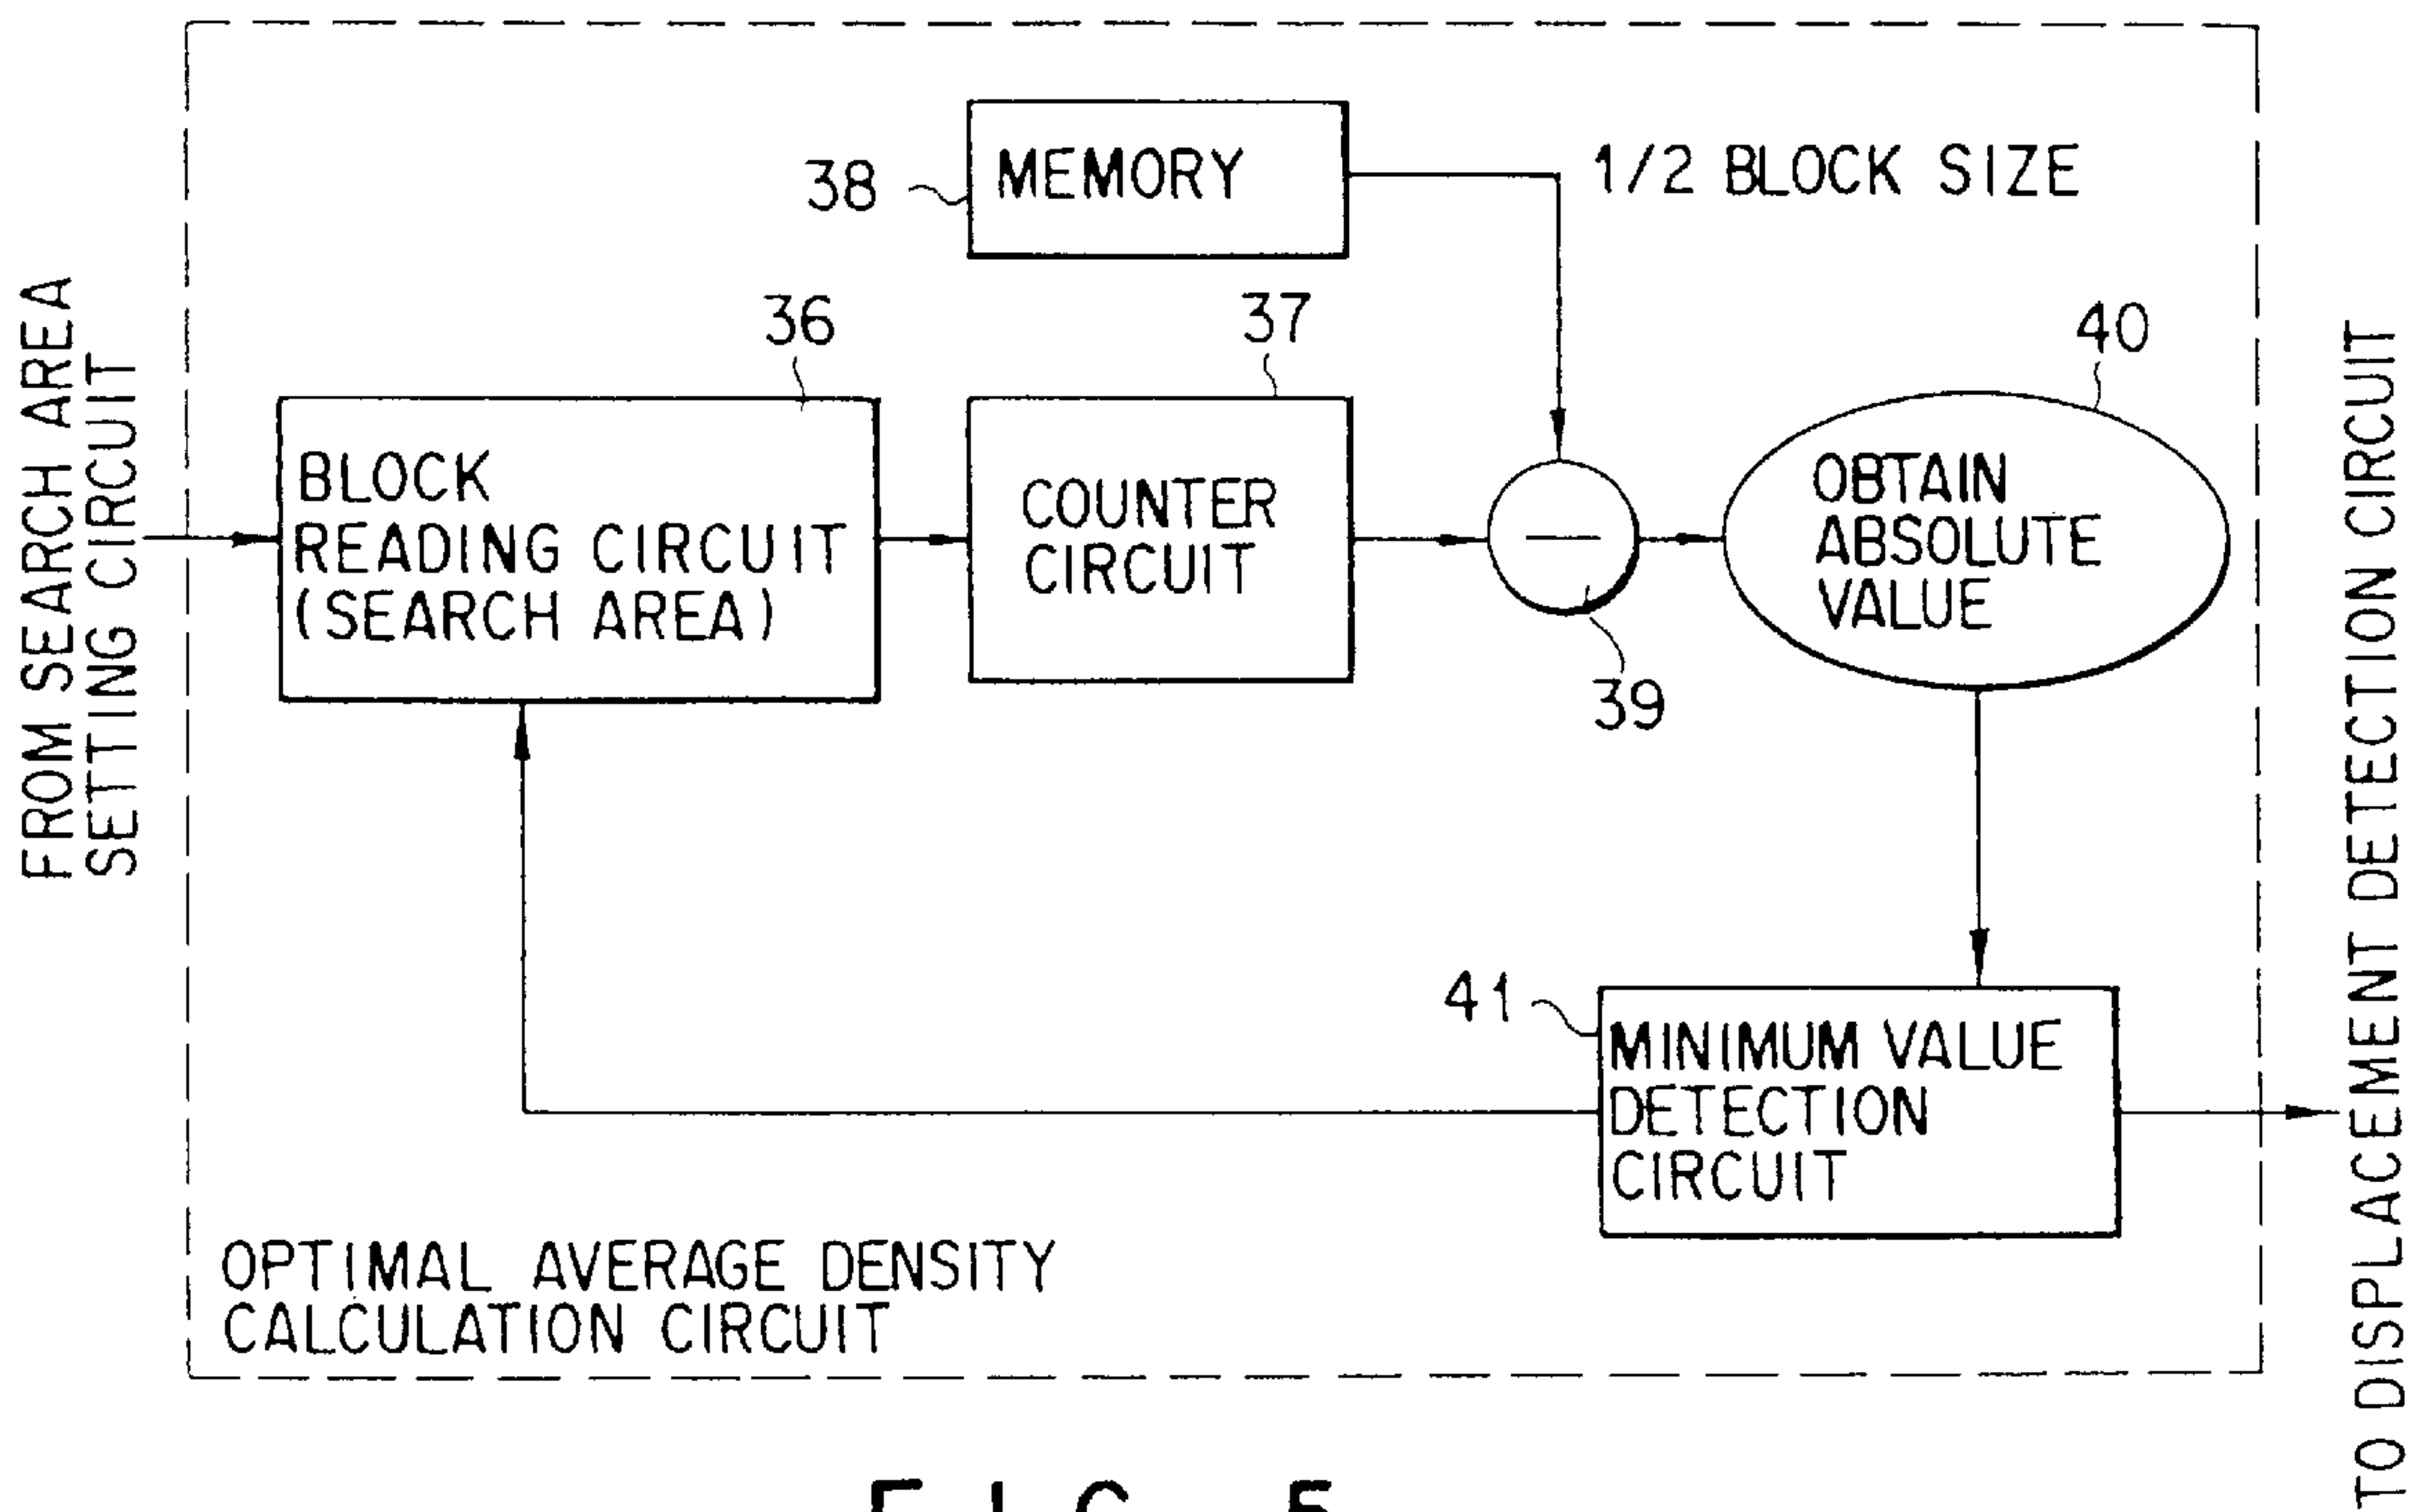 38
MEMORY
1/2 BLOCK SIZE
FROM SEARCH AREA
SETTING CIRCUIT
36
BLOCK
READING CIRCUIT
(SEARCH AREA)
37
COUNTER
CIRCUIT
39
40
OBTAIN
ABSOLUTE
VALUE
41
MINIMUM VALUE
DETECTION
CIRCUIT
TO DISPLACEMENT DETECTION CIRCUIT
OPTIMAL AVERAGE DENSITY
CALCULATION CIRCUIT